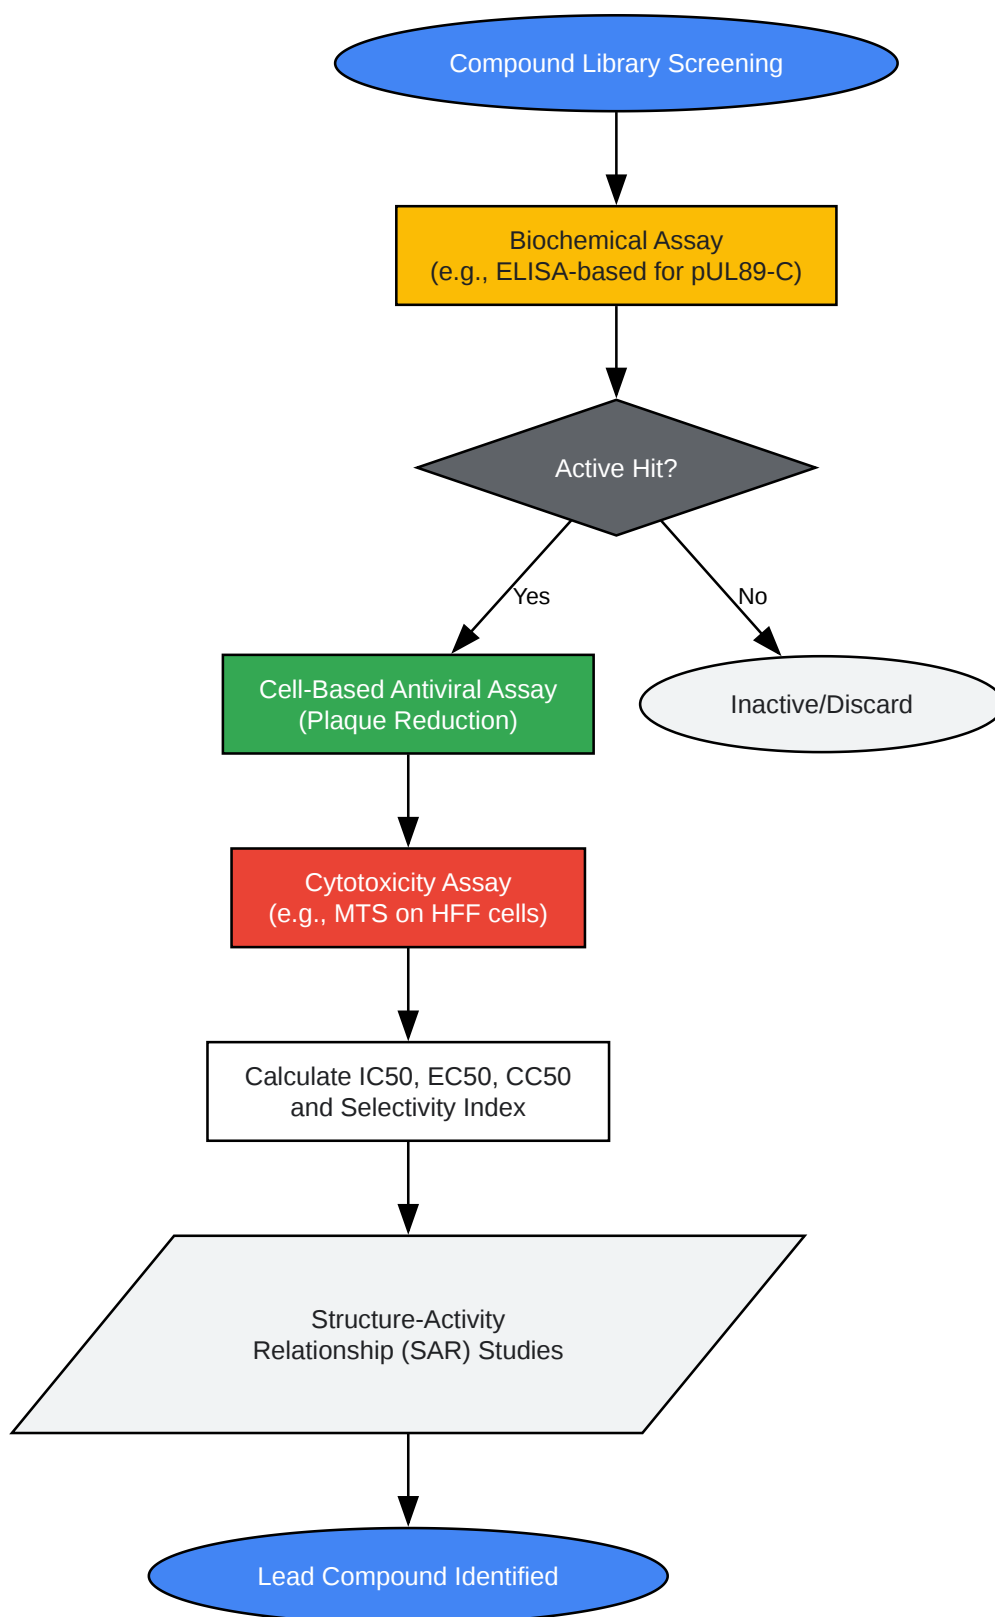 Compound Library Screening
Biochemical Assay
(e.g., ELISA-based for pUL89-C)
Active Hit?
Yes
No
Cell-Based Antiviral Assay
(Plaque Reduction)
Inactive/Discard
Cytotoxicity Assay
(e.g., MTS on HFF cells)
Calculate IC50, EC50, CC50
and Selectivity Index
Structure-Activity
Relationship (SAR) Studies
Lead Compound Identified